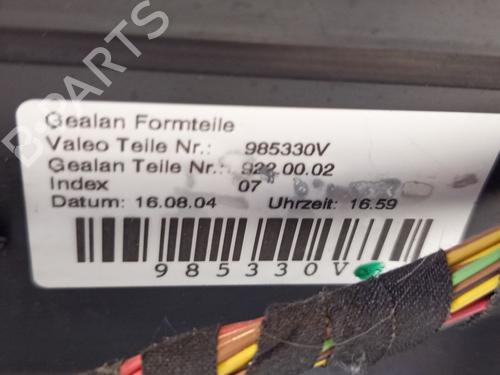 Gealan Formteile
Valeo Teile Nr.: 985330V
Gealan Teile Nr.: 922.00.02
Index 07
Datum: 16.08.04 Uhrzeit: 16.59
985330V
B-PARTS